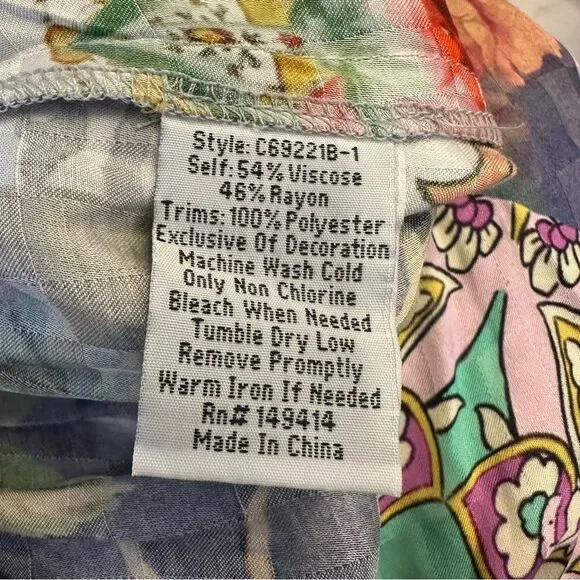 Style: C69221B-1
Self: 54% Viscose
46% Rayon
Trims: 100% Polyester
Exclusive Of Decoration
Machine Wash Cold
Only Non Chlorine
Bleach When Needed
Tumble Dry Low
Remove Promptly
Warm Iron If Needed
Rn# 149414
Made In China